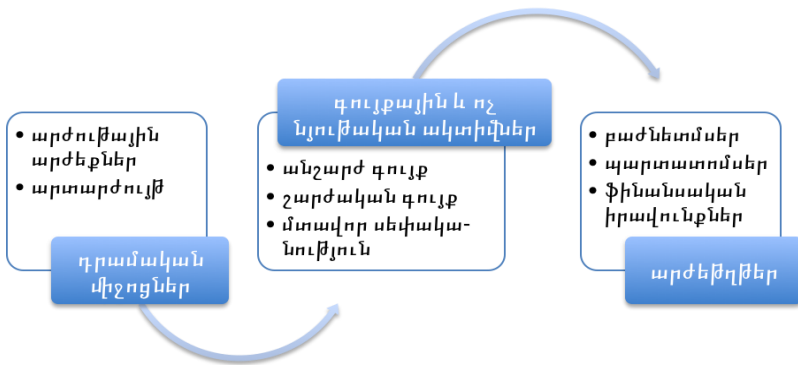 • արժութային
արժեքներ
• արտարժույթ
դրամական
միջոցներ
գույքային և ոչ
նյութական ակտիվներ
• անշարժ գույք
• շարժական գույք
• մտավոր սեփակա-
նություն
• բաժնետմսեր
• պարտատոմսեր
• ֆինանսական
իրավունքներ
արժեթղթեր